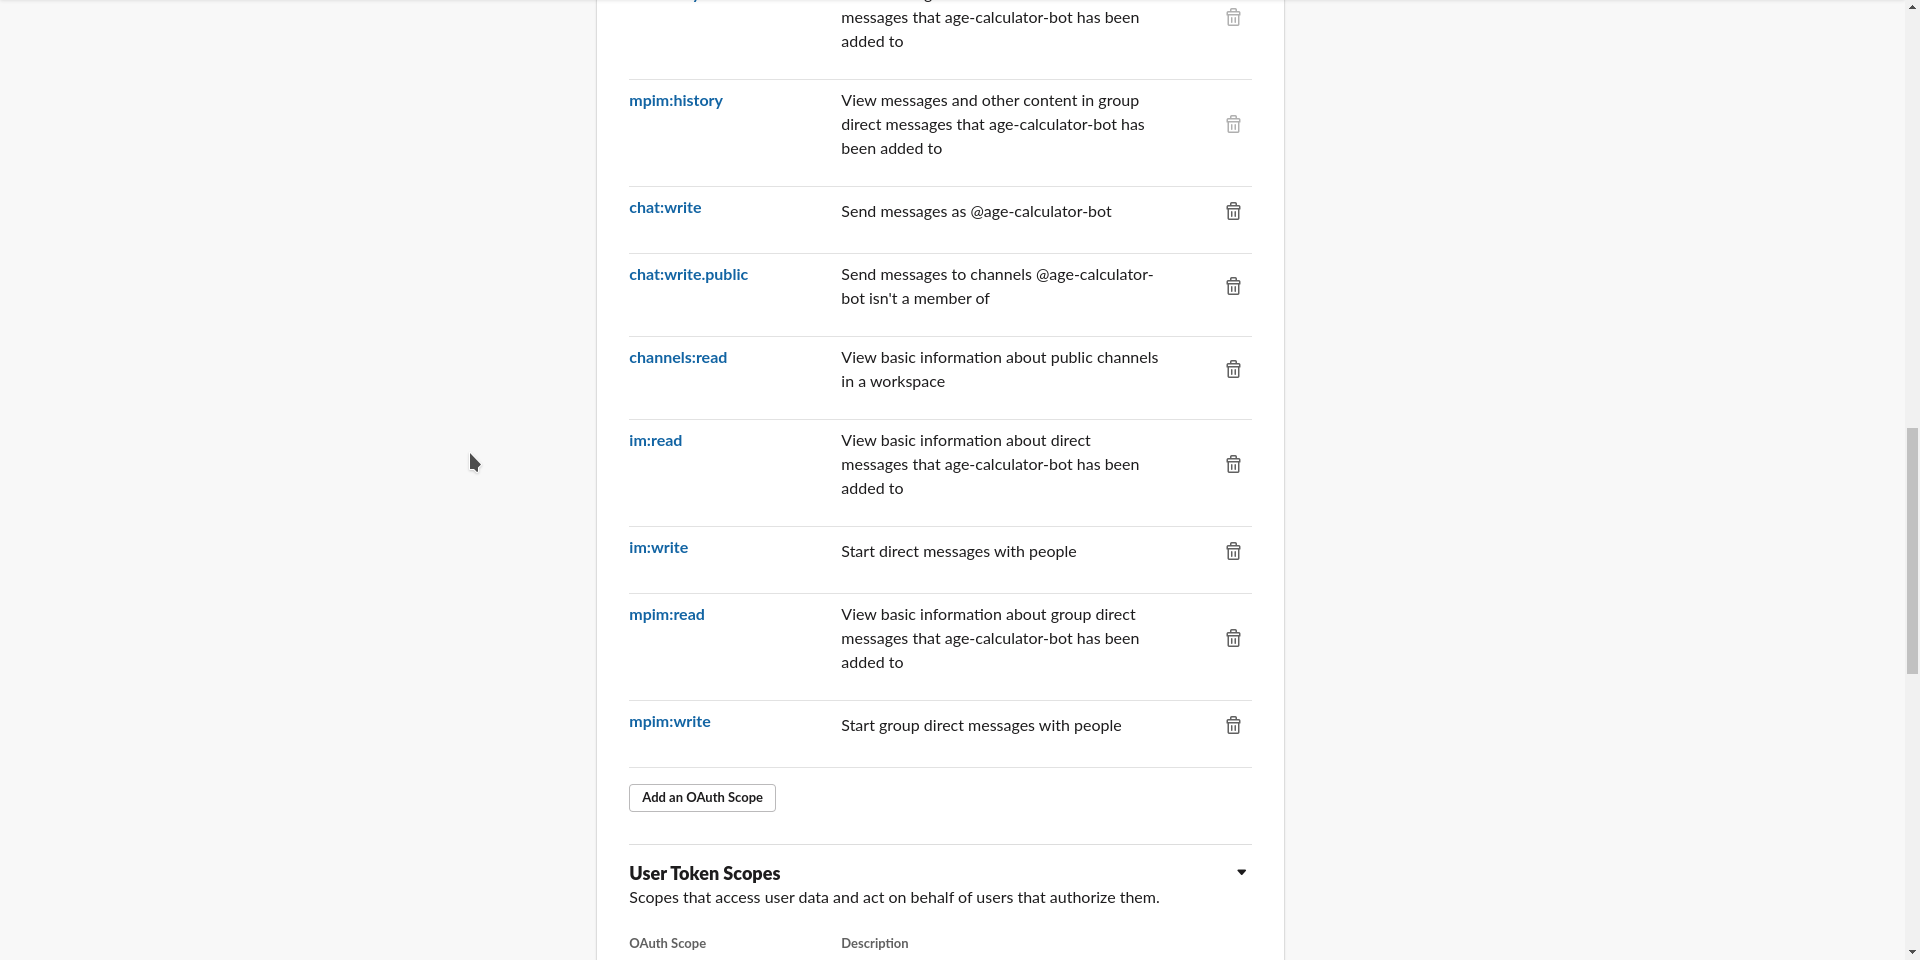 messages that age-calculator-bot has been
added to
mpim:history
View messages and other content in group
direct messages that age-calculator-bot has
been added to
chat:write
Send messages as @age-calculator-bot
chat:write.public
Send messages to channels @age-calculator-
bot isn't a member of
channels:read
View basic information about public channels
in a workspace
im:read
View basic information about direct
messages that age-calculator-bot has been
added to
im:write
Start direct messages with people
mpim:read
View basic information about group direct
messages that age-calculator-bot has been
added to
mpim:write
Start group direct messages with people
Add an OAuth Scope
User Token Scopes
Scopes that access user data and act on behalf of users that authorize them.
OAuth Scope
Description